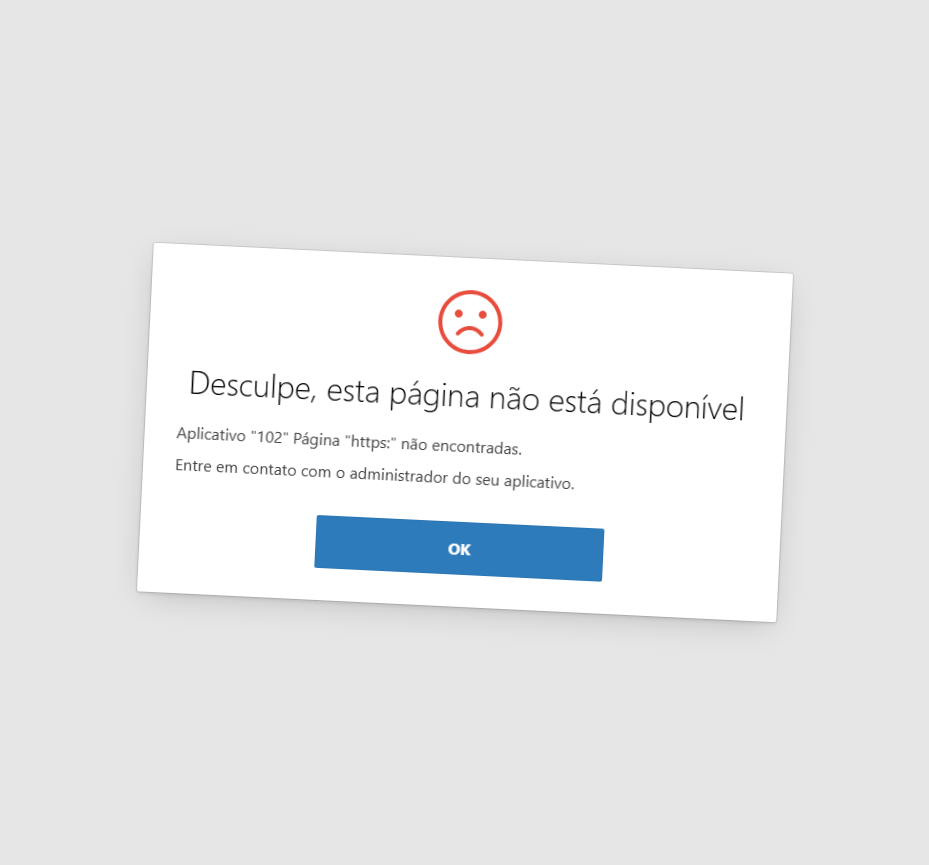 Desculpe, esta página não está disponível
Aplicativo "102" Página "https:" não encontradas.
Entre em contato com o administrador do seu aplicativo.
OK